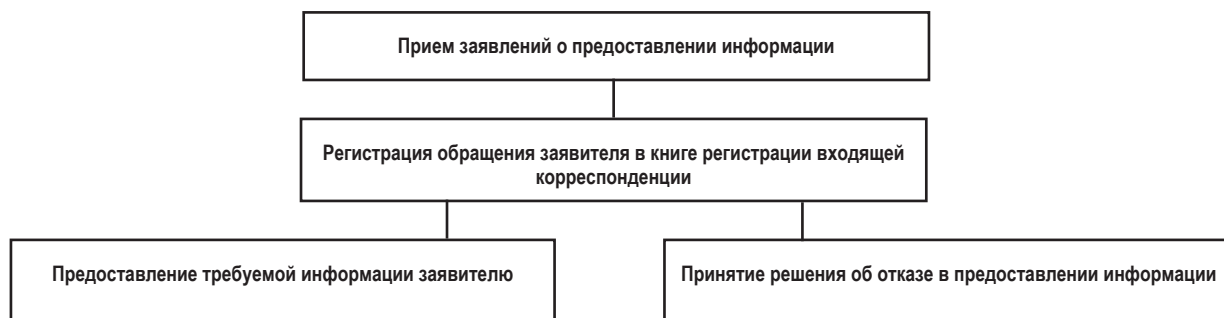 Прием заявлений о предоставлении информации
Регистрация обращения заявителя в книге регистрации входящей
корреспонденции
Предоставление требуемой информации заявителю
Принятие решения об отказе в предоставлении информации